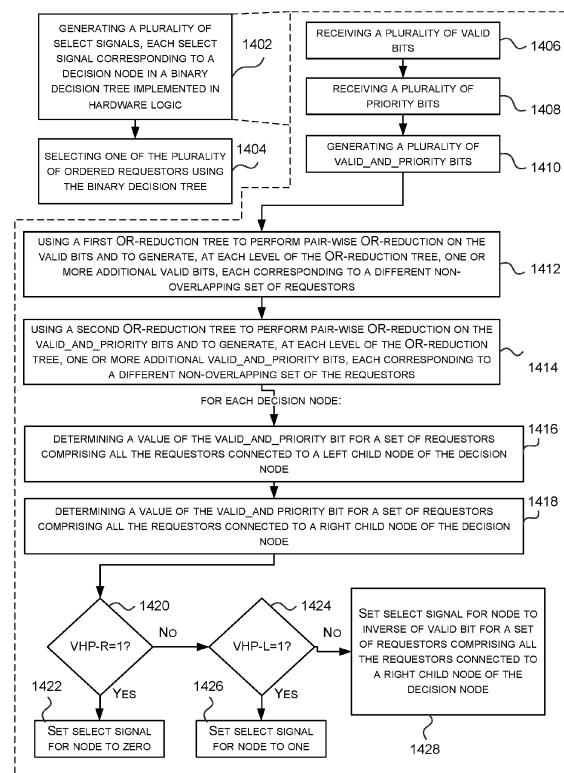 GENERATING A PLURALITY OF
SELECT SIGNALS, EACH SELECT
SIGNAL CORRESPONDING TO
A DECISION NODE IN A BINARY
DECISION TREE IMPLEMENTED IN
HARDWARE LOGIC
1402
SELECTING ONE OF THE PLURALITY
OF ORDERED REQUESTORS USING
THE BINARY DECISION TREE
1404
RECEIVING A PLURALITY OF VALID
BITS
1406
RECEIVING A PLURALITY OF
PRIORITY BITS
1408
GENERATING A PLURALITY OF
VALID_AND_PRIORITY BITS
1410
USING A FIRST OR-REDUCTION TREE TO PERFORM PAIR-WISE OR-REDUCTION ON THE
VALID BITS AND TO GENERATE, AT EACH LEVEL OF THE OR-REDUCTION TREE, ONE OR
MORE ADDITIONAL VALID BITS, EACH CORRESPONDING TO A DIFFERENT NON-
OVERLAPPING SET OF REQUESTORS
1412
USING A SECOND OR-REDUCTION TREE TO PERFORM PAIR-WISE OR-REDUCTION ON THE
VALID_AND_PRIORITY BITS AND TO GENERATE, AT EACH LEVEL OF THE OR-REDUCTION
TREE, ONE OR MORE ADDITIONAL VALID_AND_PRIORITY BITS, EACH CORRESPONDING TO
A DIFFERENT NON-OVERLAPPING SET OF THE REQUESTORS
1414
FOR EACH DECISION NODE:
DETERMINING A VALUE OF THE VALID_AND_PRIORITY BIT FOR A SET OF REQUESTORS
COMPRISING ALL THE REQUESTORS CONNECTED TO A LEFT CHILD NODE OF THE DECISION
NODE
1416
DETERMINING A VALUE OF THE VALID_AND PRIORITY BIT FOR A SET OF REQUESTORS
COMPRISING ALL THE REQUESTORS CONNECTED TO A RIGHT CHILD NODE OF THE DECISION
NODE
1418
1420
VHP-R=1?
NO
YES
1422
SET SELECT SIGNAL
FOR NODE TO ZERO
1424
VHP-L=1?
NO
YES
1426
SET SELECT SIGNAL
FOR NODE TO ONE
SET SELECT SIGNAL FOR NODE TO
INVERSE OF VALID BIT FOR A SET
OF REQUESTORS COMPRISING ALL
THE REQUESTORS CONNECTED TO
A RIGHT CHILD NODE OF THE
DECISION NODE
1428